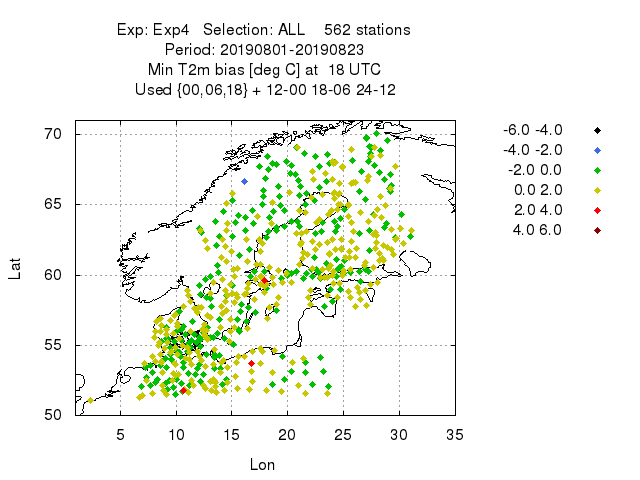 Exp: Exp4 Selection: ALL 562 stations
Period: 20190801-20190823
Min T2m bias [deg C] at 18 UTC
Used {00,06,18} + 12-00 18-06 24-12
-6.0 -4.0
-4.0 -2.0
-2.0 0.0
0.0 2.0
2.0 4.0
4.0 6.0
70
65
60
55
50
Lat
5 10 15 20 25 30 35
Lon